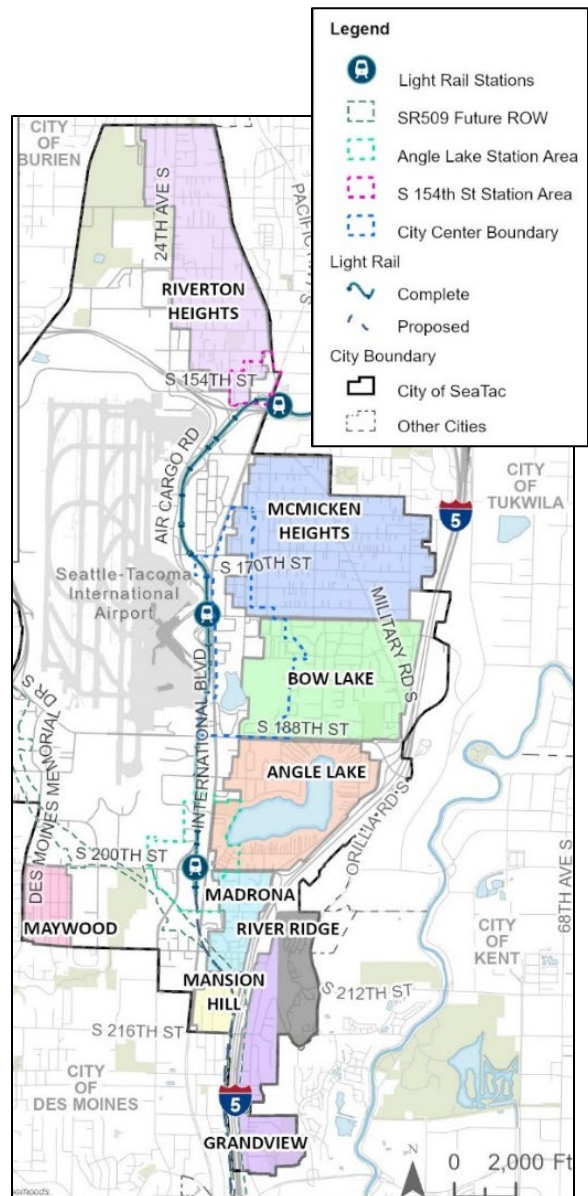 Legend
Light Rail Stations
SR509 Future ROW
Angle Lake Station Area
S 154th St Station Area
City Center Boundary
Light Rail
Complete
Proposed
City Boundary
City of SeaTac
Other Cities
CITY
OF
BURIEN
24TH AVE S
RIVERTON
HEIGHTS
S 154TH ST
AIR CARGO RD
CITY
OF
TUKWILA
5
MCMICKEN
HEIGHTS
S 170TH ST
Seattle-Tacoma
International
Airport
MILITARY RD S
BOW LAKE
INTERNATIONAL BLVD
S 188TH ST
DES MOINES MEMORIAL DR S
ANGLE LAKE
ORILLIA RD S
S 200TH ST
MADRONA
MAYWOOD
RIVER RIDGE
68TH AVE S
CITY
OF
KENT
MANSION
HILL
S 212TH ST
S 216TH ST
CITY
OF
DES MOINES
5
GRANDVIEW
0 2,000 Ft